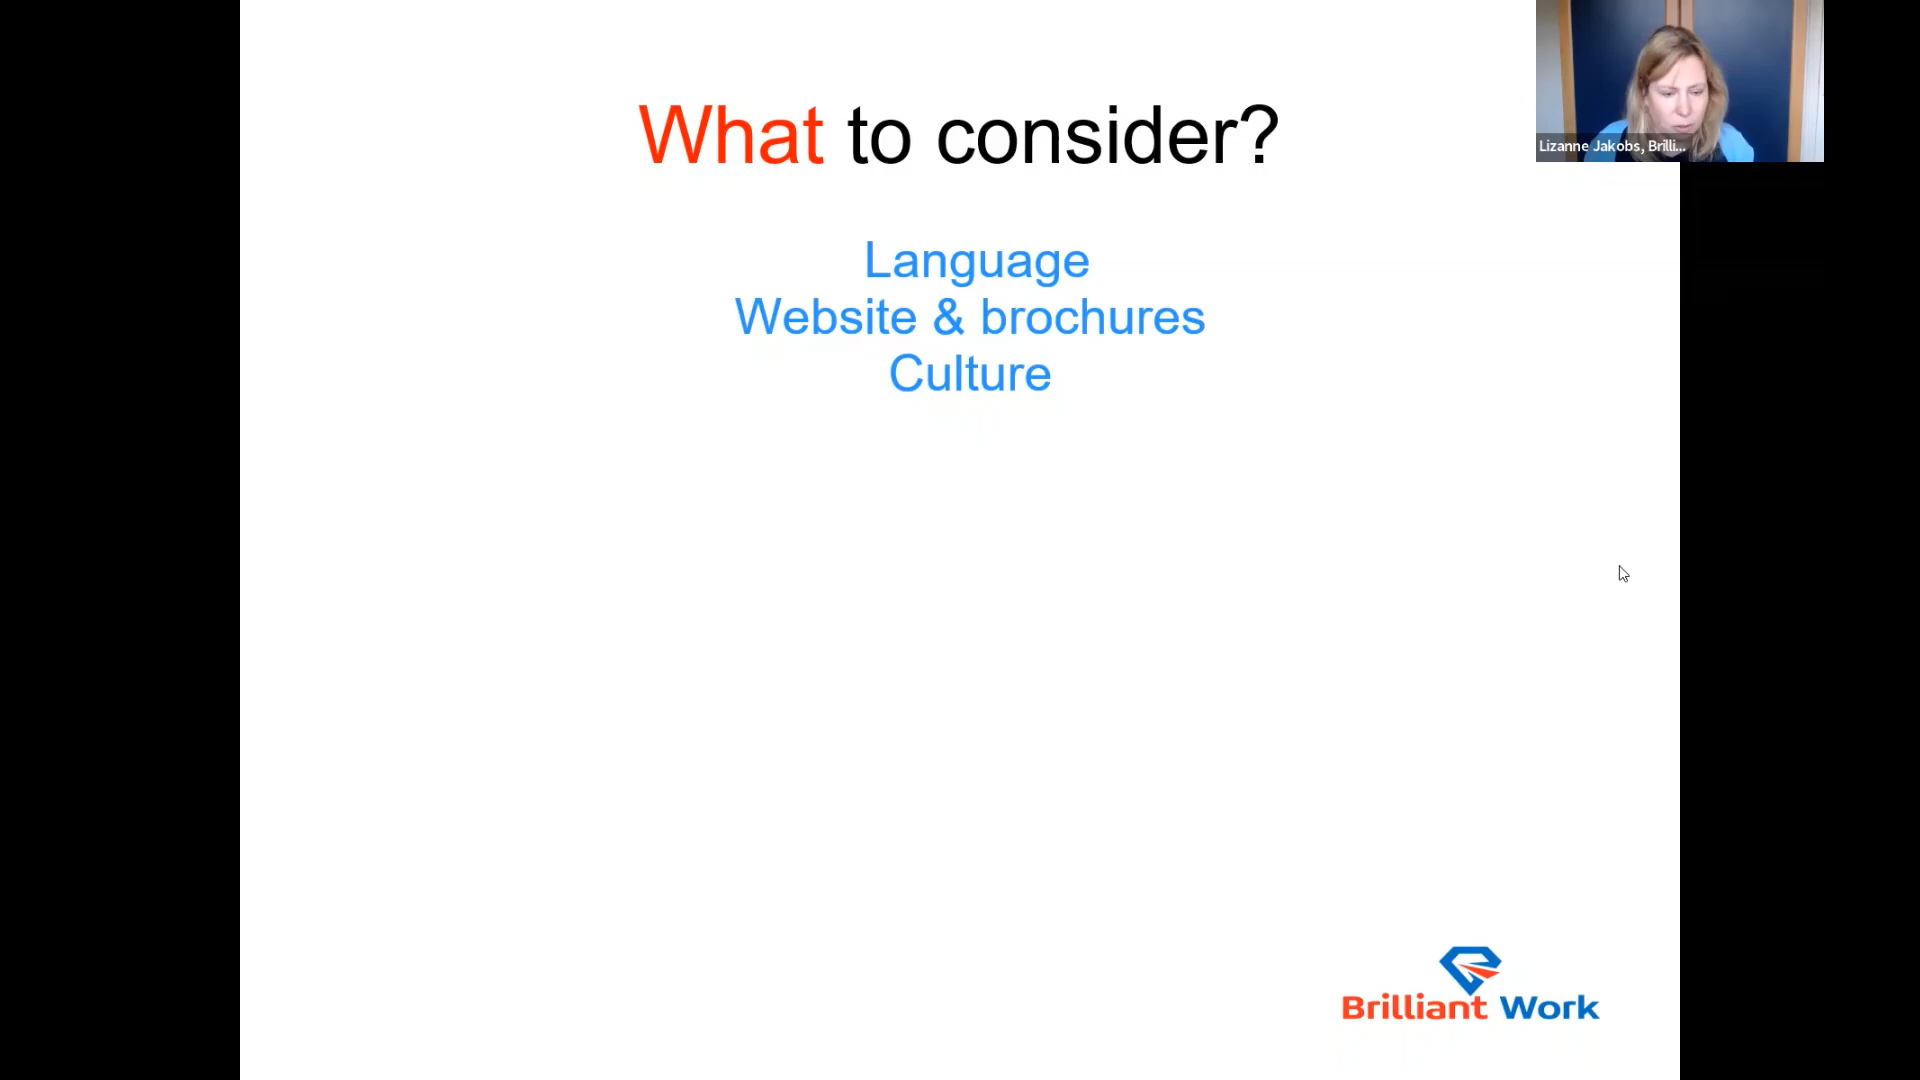 What to consider?
Lizanne Jakobs, Brilli...
Language
Website & brochures
Culture
Brilliant Work